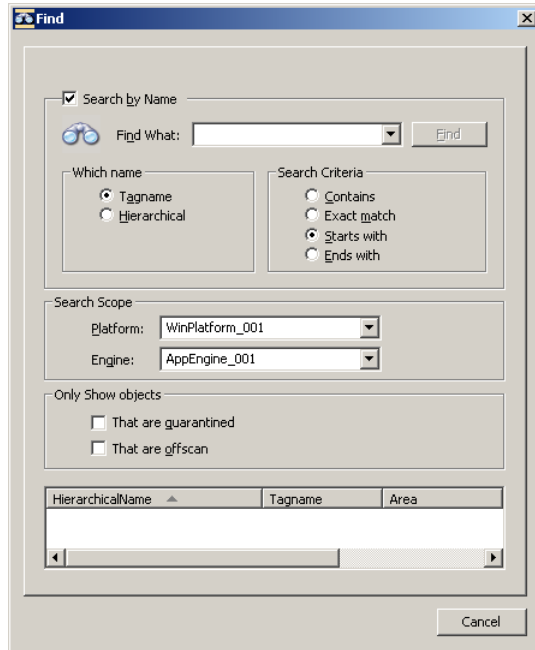 Find
Search by Name
Find What:
Find
Which name
Tagname
Hierarchical
Search Criteria
Contains
Exact match
Starts with
Ends with
Search Scope
Platform: WinPlatform_001
Engine: AppEngine_001
Only Show objects
That are quarantined
That are offscan
HierarchicalName Tagname Area
Cancel